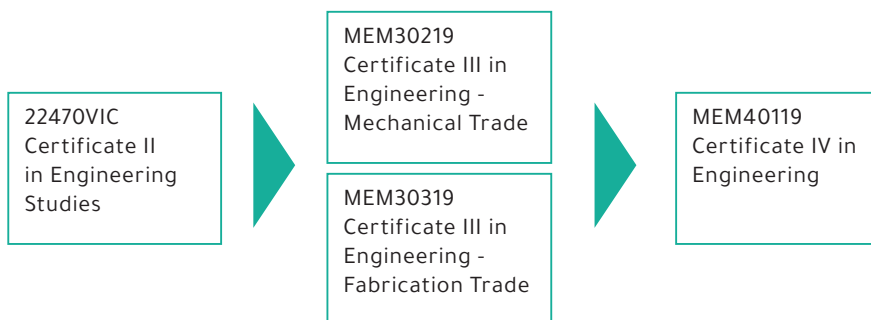 22470VIC
Certificate II
in Engineering
Studies
MEM30219
Certificate III in
Engineering -
Mechanical Trade
MEM30319
Certificate III in
Engineering -
Fabrication Trade
MEM40119
Certificate IV in
Engineering